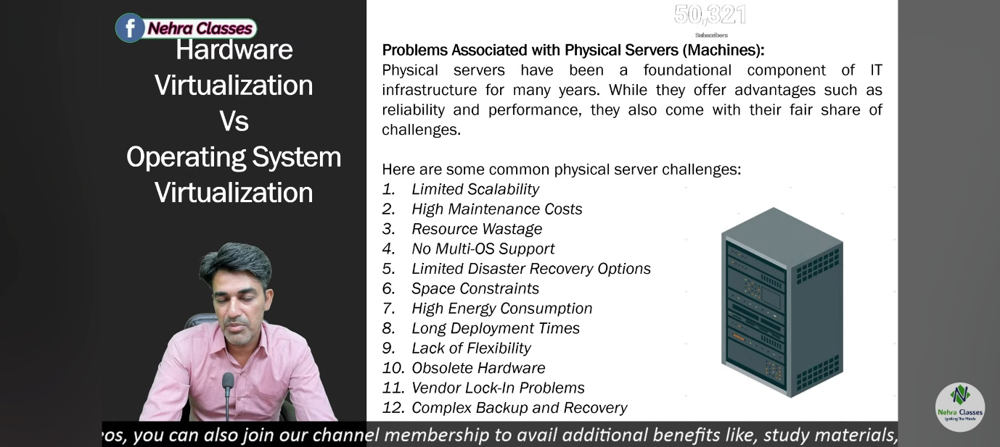 Nehra Classes
Hardware
Virtualization
Vs
Operating System
Virtualization
50,321
Subscribers
Problems Associated with Physical Servers (Machines):
Physical servers have been a foundational component of IT
infrastructure for many years. While they offer advantages such as
reliability and performance, they also come with their fair share of
challenges.
Here are some common physical server challenges:
1. Limited Scalability
2. High Maintenance Costs
3. Resource Wastage
4. No Multi-OS Support
5. Limited Disaster Recovery Options
6. Space Constraints
7. High Energy Consumption
8. Long Deployment Times
9. Lack of Flexibility
10. Obsolete Hardware
11. Vendor Lock-In Problems
12. Complex Backup and Recovery
Nehra Classes
Igniting The Minds
eos, you can also join our channel membership to avail additional benefits like, study materials,